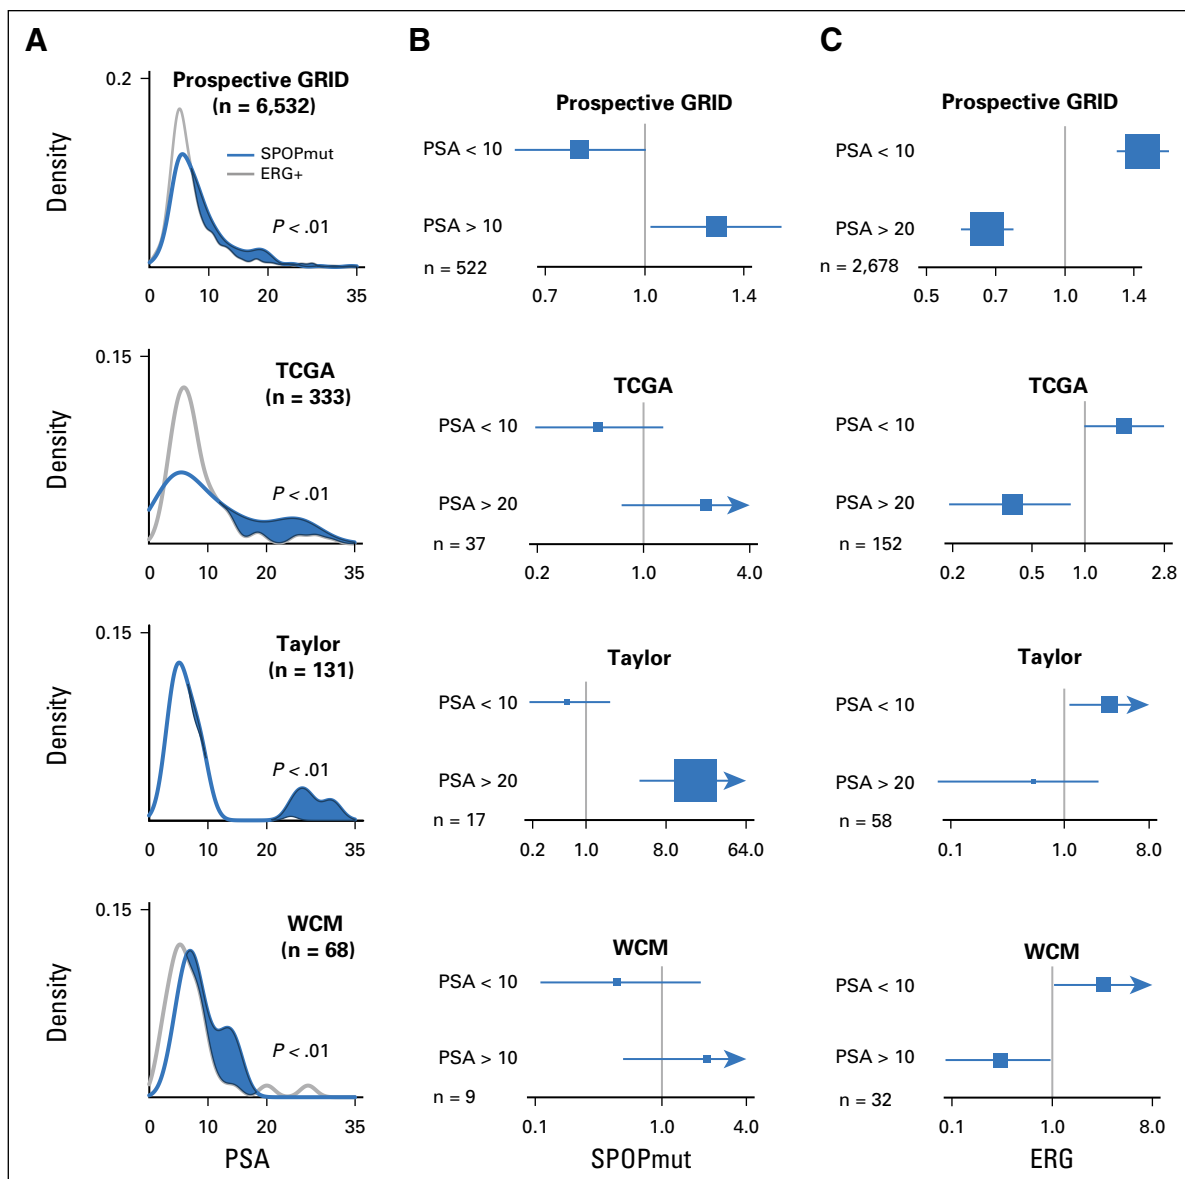 A
Prospective GRID
(n = 6,532)
0.2
Density
SPOPmut
ERG+
P < .01
0 10 20 35
TCGA
(n = 333)
0.15
Density
P < .01
0 10 20 35
Taylor
(n = 131)
0.15
Density
P < .01
0 10 20 35
WCM
(n = 68)
0.15
Density
P < .01
0 10 20 35
PSA
B
Prospective GRID
PSA < 10
PSA > 10
n = 522
0.7 1.0 1.4
TCGA
PSA < 10
PSA > 20
n = 37
0.2 1.0 4.0
Taylor
PSA < 10
PSA > 20
n = 17
0.2 1.0 8.0 64.0
WCM
PSA < 10
PSA > 10
n = 9
0.1 1.0 4.0
SPOPmut
C
Prospective GRID
PSA < 10
PSA > 20
n = 2,678
0.5 0.7 1.0 1.4
TCGA
PSA < 10
PSA > 20
n = 152
0.2 0.5 1.0 2.8
Taylor
PSA < 10
PSA > 20
n = 58
0.1 1.0 8.0
WCM
PSA < 10
PSA > 10
n = 32
0.1 1.0 8.0
ERG